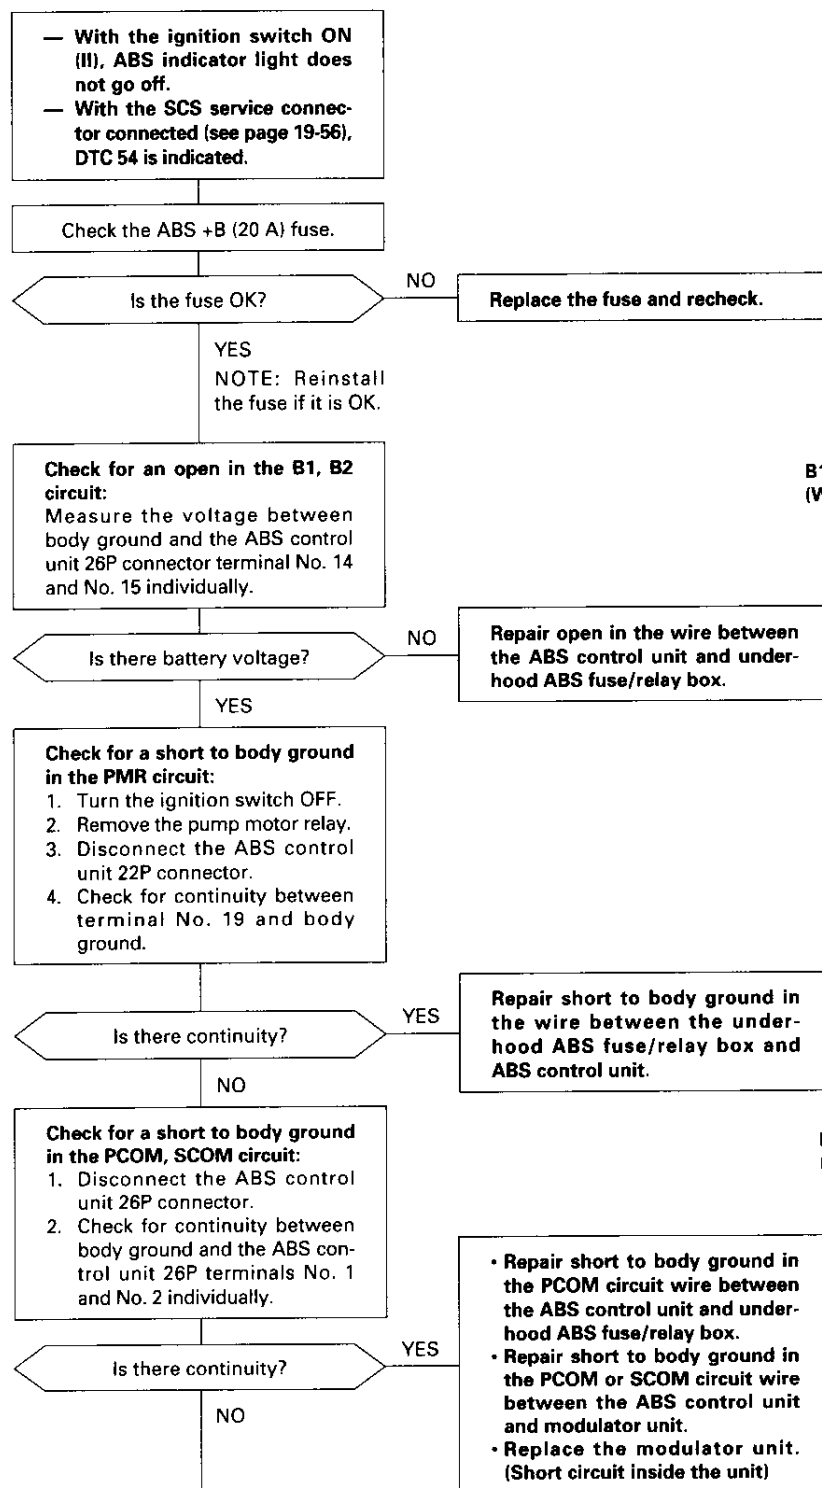 — With the ignition switch ON
(II), ABS indicator light does
not go off.
— With the SCS service connec-
tor connected (see page 19-56),
DTC 54 is indicated.
Check the ABS +B (20 A) fuse.
Is the fuse OK?
NO
Replace the fuse and recheck.
YES
NOTE: Reinstall
the fuse if it is OK.
Check for an open in the B1, B2
circuit:
Measure the voltage between
body ground and the ABS control
unit 26P connector terminal No. 14
and No. 15 individually.
B1
(W
Is there battery voltage?
NO
Repair open in the wire between
the ABS control unit and under-
hood ABS fuse/relay box.
YES
Check for a short to body ground
in the PMR circuit:
1. Turn the ignition switch OFF.
2. Remove the pump motor relay.
3. Disconnect the ABS control
unit 22P connector.
4. Check for continuity between
terminal No. 19 and body
ground.
Is there continuity?
YES
Repair short to body ground in
the wire between the under-
hood ABS fuse/relay box and
ABS control unit.
NO
Check for a short to body ground
in the PCOM, SCOM circuit:
1. Disconnect the ABS control
unit 26P connector.
2. Check for continuity between
body ground and the ABS con-
trol unit 26P terminals No. 1
and No. 2 individually.
Is there continuity?
YES
• Repair short to body ground in
the PCOM circuit wire between
the ABS control unit and under-
hood ABS fuse/relay box.
• Repair short to body ground in
the PCOM or SCOM circuit wire
between the ABS control unit
and modulator unit.
• Replace the modulator unit.
(Short circuit inside the unit)
NO